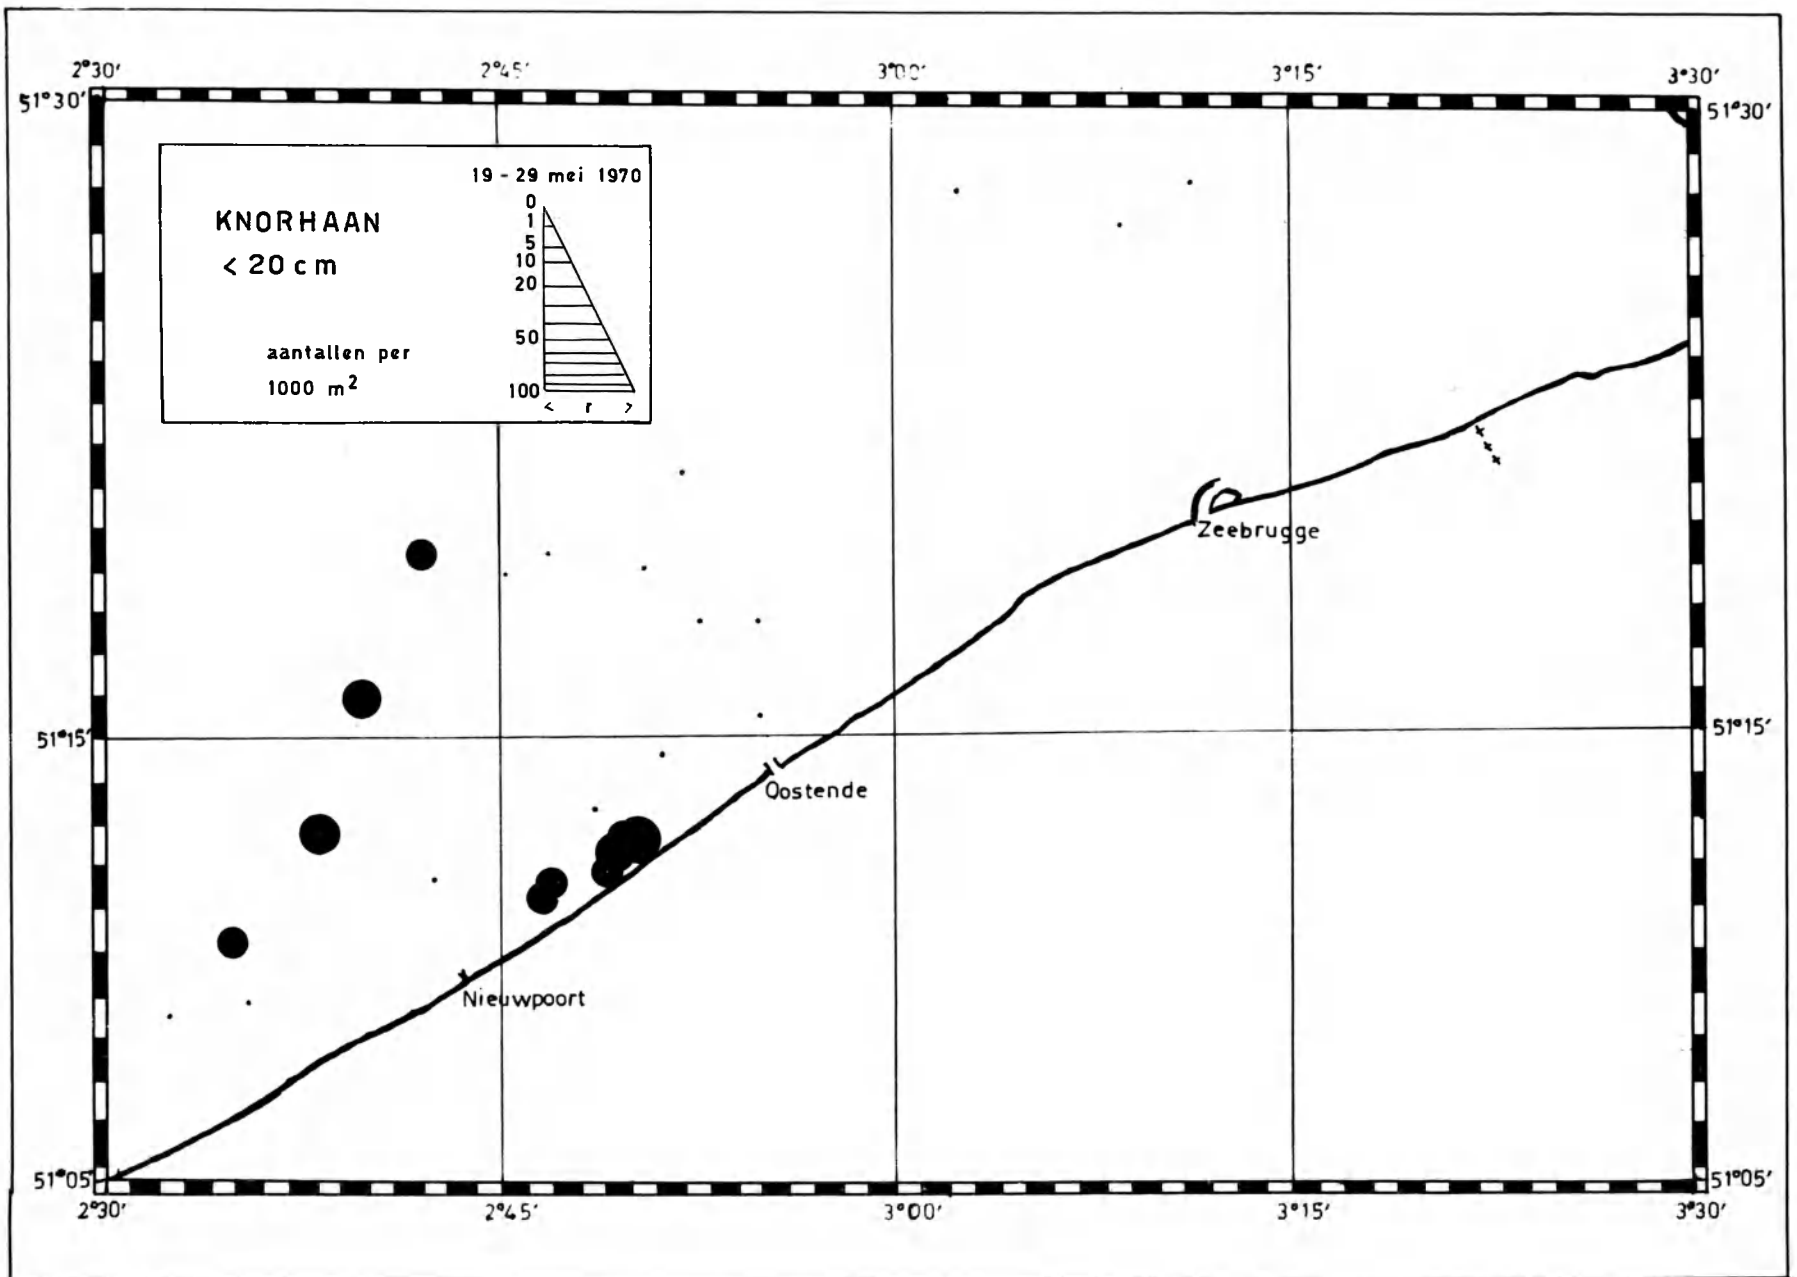 2°30′ 2°45′ 3°00′ 3°15′ 3°30′
51°30′ 51°30′
19 - 29 mei 1970
KNORHAAN
< 20 cm
0
1
5
10
20
50
100
aantallen per
1000 m²
< r >
Zeebrugge
51°15′ 51°15′
Oostende
Nieuwpoort
51°05′ 51°05′
2°30′ 2°45′ 3°00′ 3°15′ 3°30′